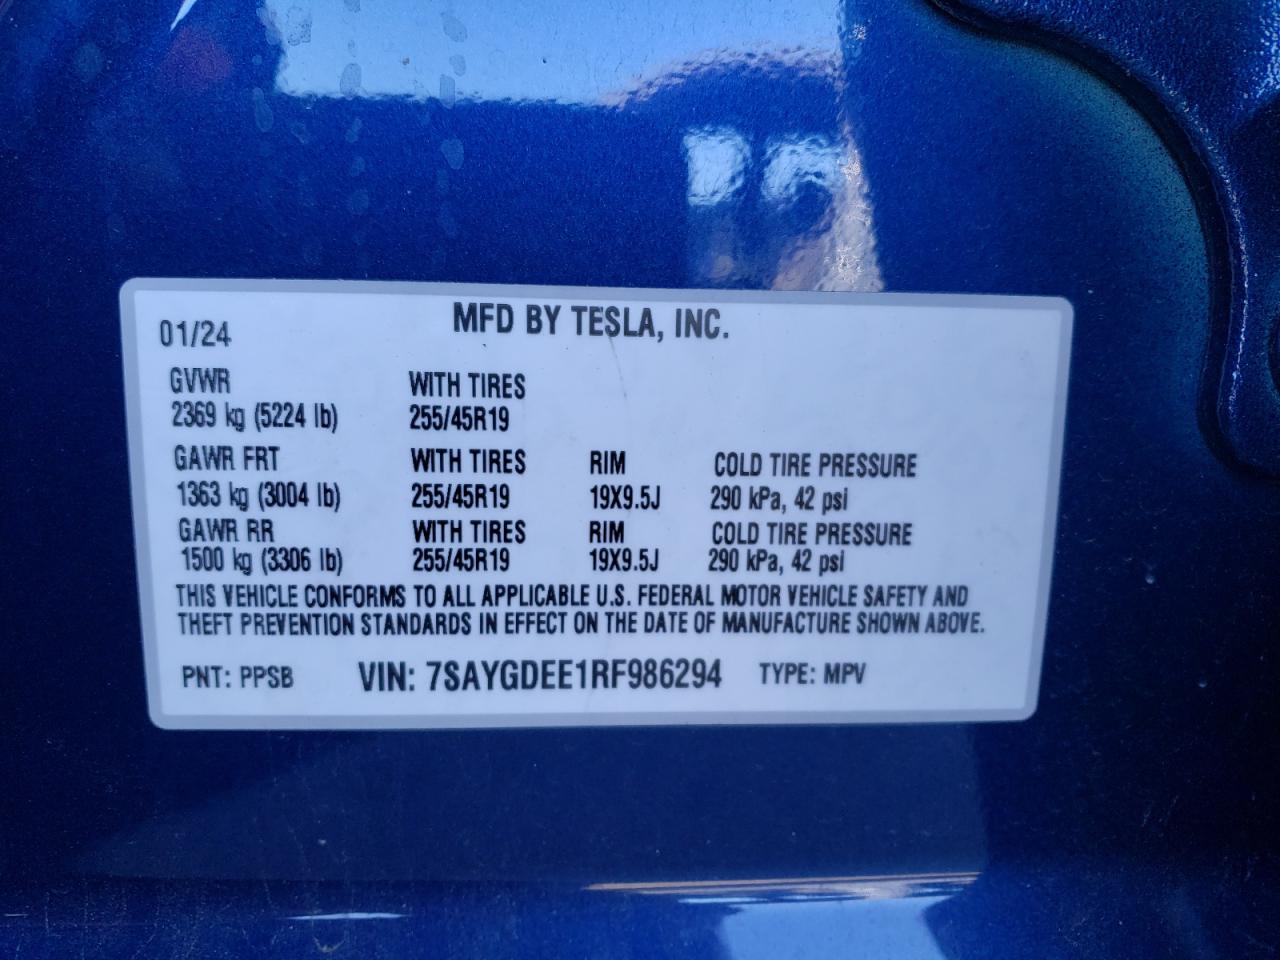 MFD BY TESLA, INC.
01/24
GVWR WITH TIRES
2369 kg (5224 lb) 255/45R19
GAWR FRT WITH TIRES RIM COLD TIRE PRESSURE
1363 kg (3004 lb) 255/45R19 19X9.5J 290 kPa, 42 psi
GAWR RR WITH TIRES RIM COLD TIRE PRESSURE
1500 kg (3306 lb) 255/45R19 19X9.5J 290 kPa, 42 psi
THIS VEHICLE CONFORMS TO ALL APPLICABLE U.S. FEDERAL MOTOR VEHICLE SAFETY AND
THEFT PREVENTION STANDARDS IN EFFECT ON THE DATE OF MANUFACTURE SHOWN ABOVE.
PNT: PPSB VIN: 7SAYGDEE1RF986294 TYPE: MPV